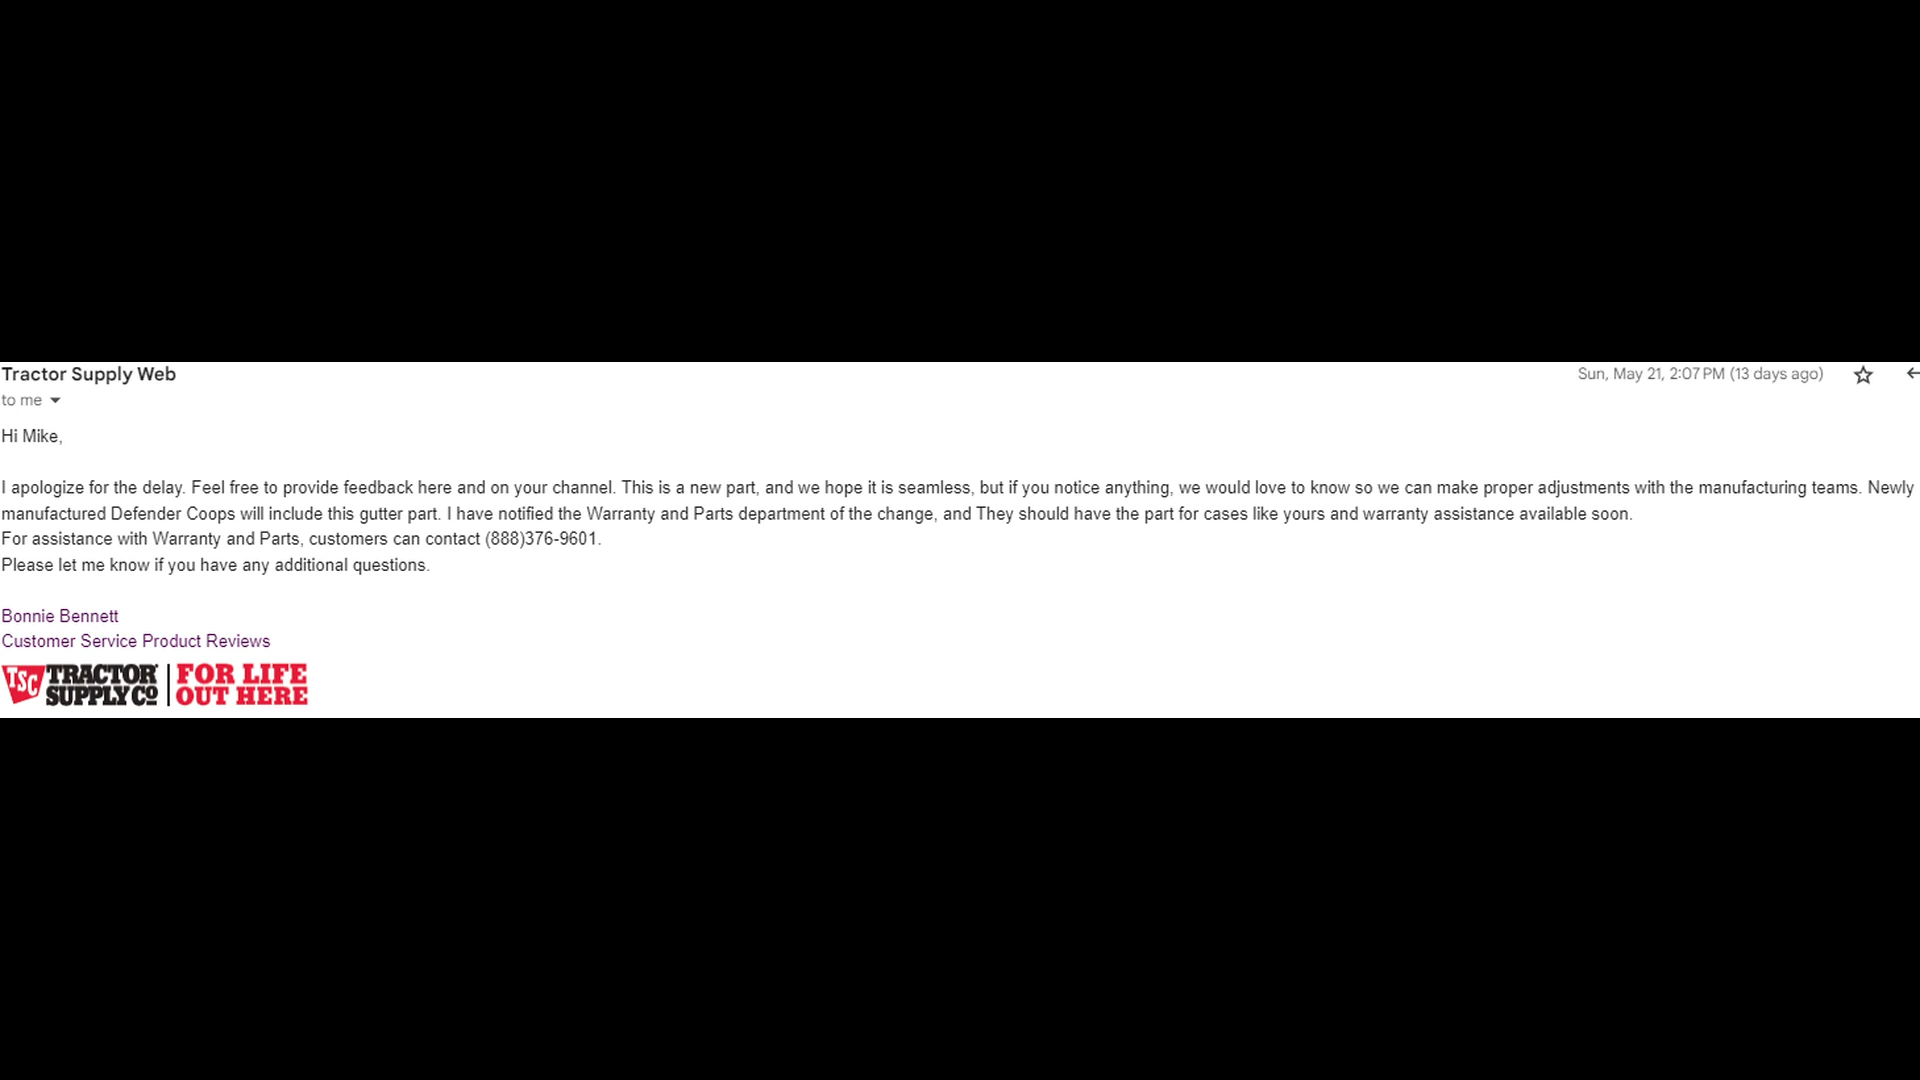 Tractor Supply Web
Sun, May 21, 2:07 PM (13 days ago)
to me
Hi Mike,
I apologize for the delay. Feel free to provide feedback here and on your channel. This is a new part, and we hope it is seamless, but if you notice anything, we would love to know so we can make proper adjustments with the manufacturing teams. Newly
manufactured Defender Coops will include this gutter part. I have notified the Warranty and Parts department of the change, and They should have the part for cases like yours and warranty assistance available soon.
For assistance with Warranty and Parts, customers can contact (888)376-9601.
Please let me know if you have any additional questions.
Bonnie Bennett
Customer Service Product Reviews
TSC TRACTOR SUPPLY CO | FOR LIFE OUT HERE